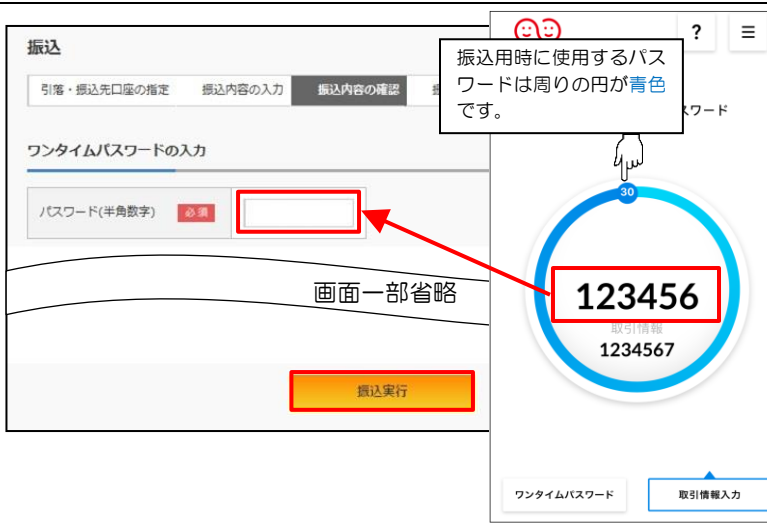 振込
引落・振込先口座の指定 振込内容の入力 振込内容の確認
ワンタイムパスワードの入力
パスワード(半角数字) 必須
画面一部省略
振込実行
?
≡
振込用時に使用するパス
ワードは周りの円が青色
です。
スワード
30
123456
取引情報
1234567
ワンタイムパスワード 取引情報入力